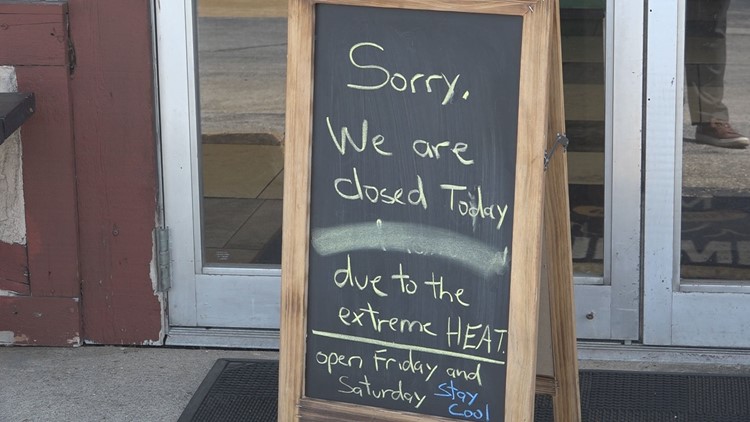 Sorry,
We are
closed Today
due to the
extreme HEAT.
open Friday and
Saturday Stay
Cool